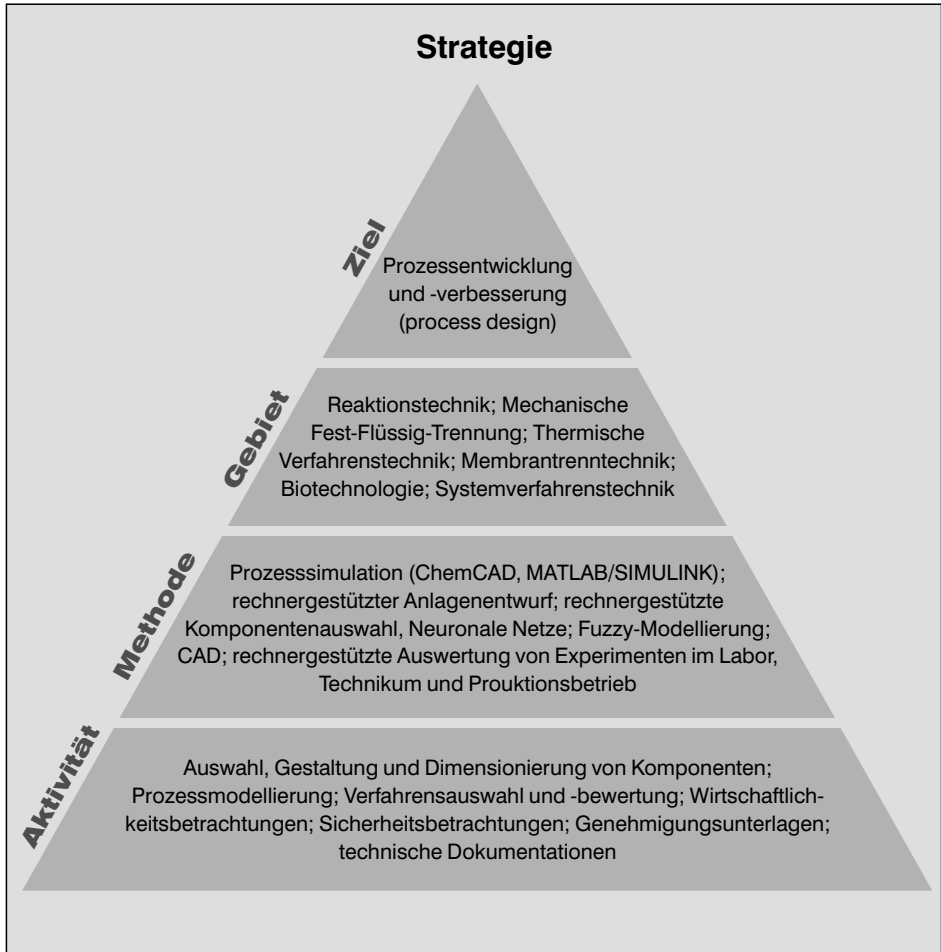 Strategie
Ziel
Prozessentwicklung
und -verbesserung
(process design)
Gebiet
Reaktionstechnik; Mechanische
Fest-Flüssig-Trennung; Thermische
Verfahrenstechnik; Membrantrenntechnik;
Biotechnologie; Systemverfahrenstechnik
Methode
Prozesssimulation (ChemCAD, MATLAB/SIMULINK);
rechnergestützter Anlagenentwurf; rechnergestützte
Komponentenauswahl, Neuronale Netze; Fuzzy-Modellierung;
CAD; rechnergestützte Auswertung von Experimenten im Labor,
Technikum und Prouktionsbetrieb
Aktivität
Auswahl, Gestaltung und Dimensionierung von Komponenten;
Prozessmodellierung; Verfahrensauswahl und -bewertung; Wirtschaftlich-
keitsbetrachtungen; Sicherheitsbetrachtungen; Genehmigungsunterlagen;
technische Dokumentationen